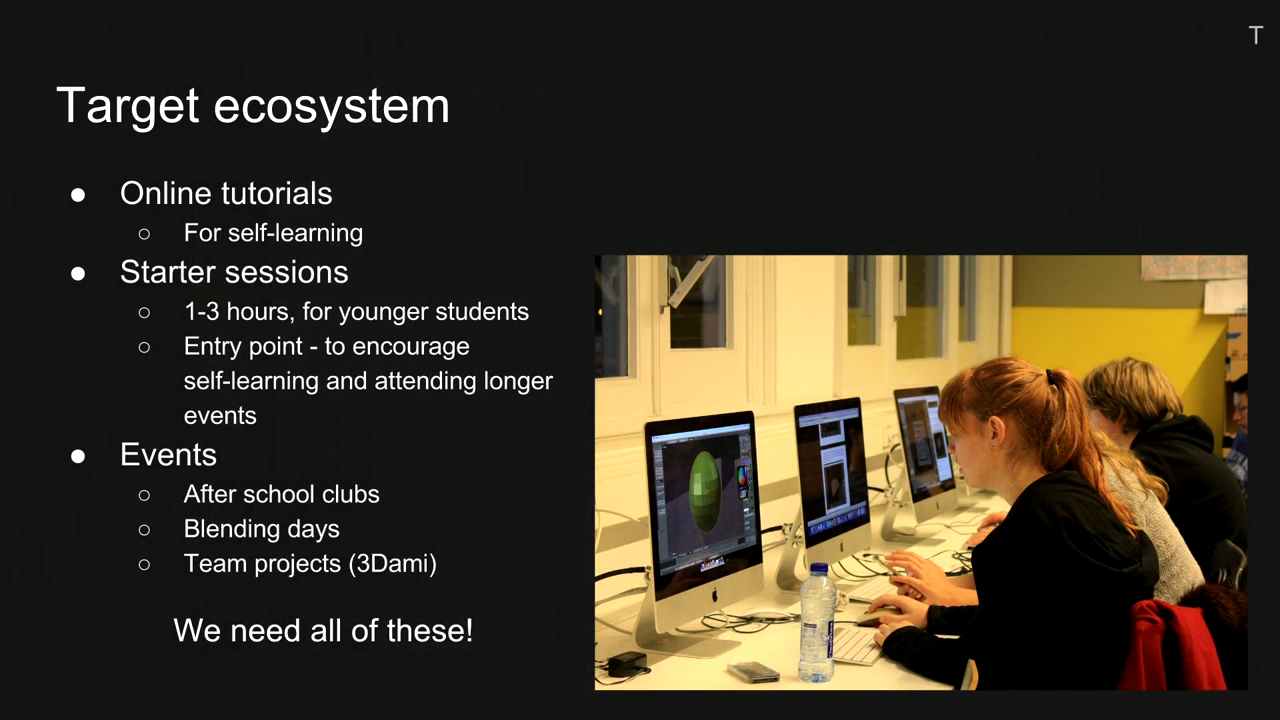 T
Target ecosystem
● Online tutorials
○ For self-learning
● Starter sessions
○ 1-3 hours, for younger students
○ Entry point - to encourage
self-learning and attending longer
events
● Events
○ After school clubs
○ Blending days
○ Team projects (3Dami)
We need all of these!